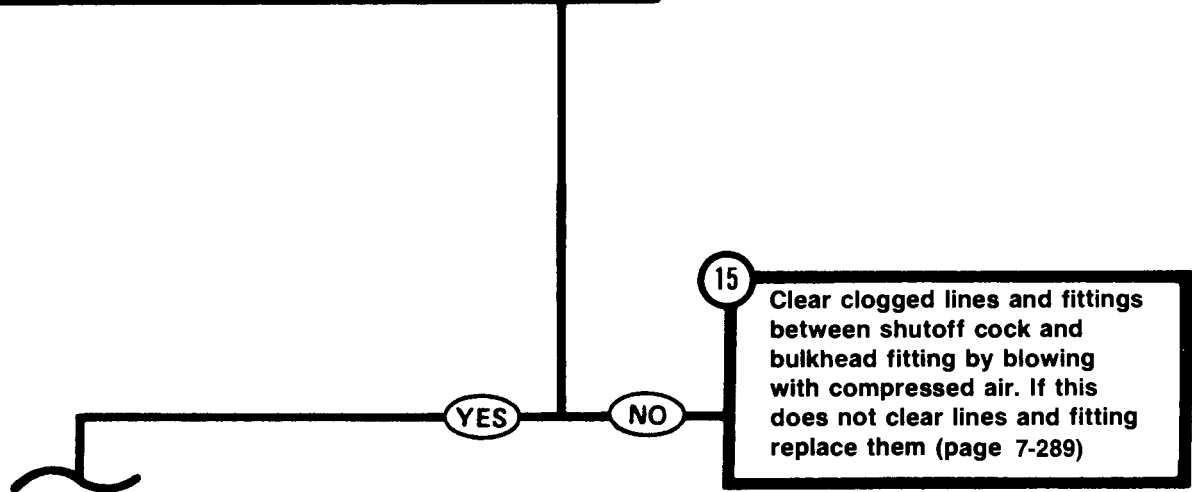 15
Clear clogged lines and fittings
between shutoff cock and
bulkhead fitting by blowing
with compressed air. If this
does not clear lines and fitting
replace them (page 7-289)
YES
NO